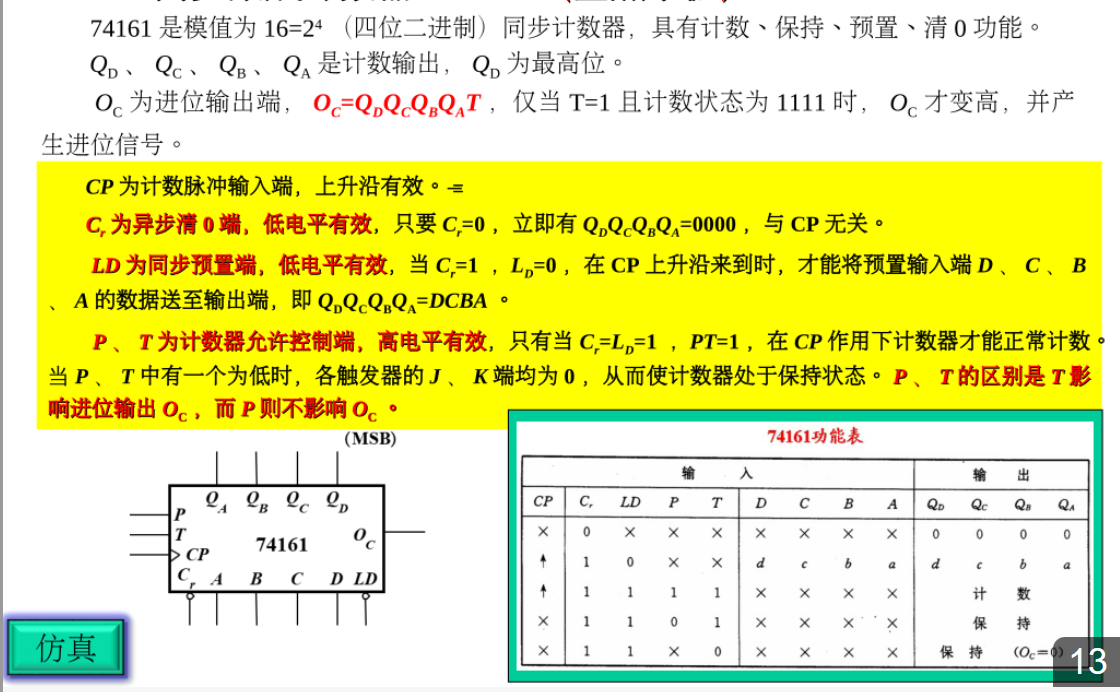 74161 是模值为 16=2⁴ （四位二进制）同步计数器，具有计数、保持、预置、清 0 功能。
Q_D 、 Q_C 、 Q_B 、 Q_A 是计数输出， Q_D 为最高位。
O_C 为进位输出端， O_C=Q_DQ_CQ_BQ_AT ，仅当 T=1 且计数状态为 1111 时， O_C 才变高，并产
生进位信号。
CP 为计数脉冲输入端，上升沿有效。
C_r 为异步清 0 端，低电平有效，只要 C_r=0 ，立即有 Q_DQ_CQ_BQ_A=0000 ，与 CP 无关。
LD 为同步预置端，低电平有效，当 C_r=1 ，L_D=0 ，在 CP 上升沿来到时，才能将预置输入端 D 、 C 、 B
、 A 的数据送至输出端，即 Q_DQ_CQ_BQ_A=DCBA 。
P 、 T 为计数器允许控制端，高电平有效，只有当 C_r=L_D=1 ，PT=1 ，在 CP 作用下计数器才能正常计数。
当 P 、 T 中有一个为低时，各触发器的 J 、 K 端均为 0 ，从而使计数器处于保持状态。P 、 T 的区别是 T 影
响进位输出 O_C ，而 P 则不影响 O_C 。
(MSB)
Q_A Q_B Q_C Q_D
P
T
74161 O_C
CP
C_r A B C D LD
仿真
74161功能表
输 入 输 出
CP C_r LD P T D C B A Q_D Q_C Q_B Q_A
× 0 × × × × × × × 0 0 0 0
↑ 1 0 × × d c b a d c b a
↑ 1 1 1 1 × × × × 计 数
× 1 1 0 1 × × × × 保 持
× 1 1 × 0 × × × × 保 持 (O_C=0)
13